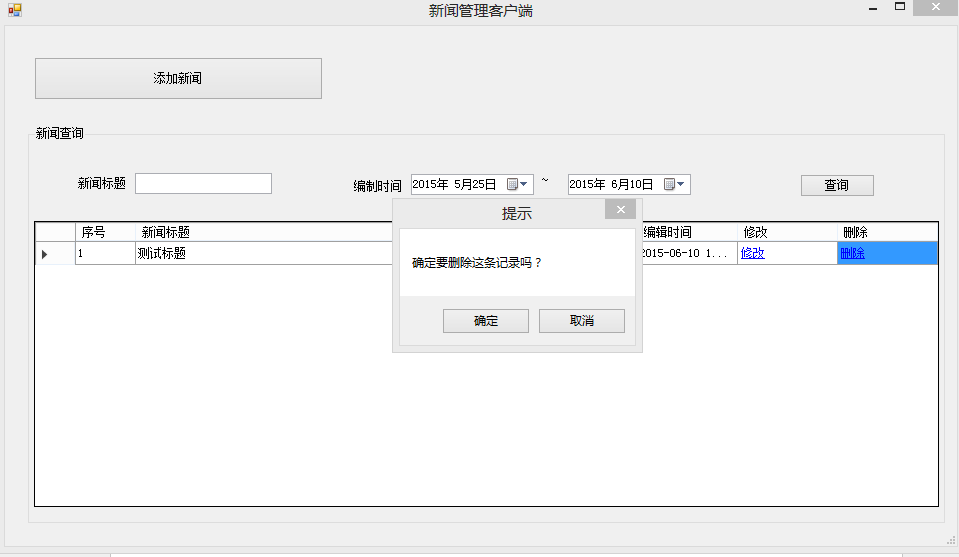 新闻管理客户端
添加新闻
新闻查询
新闻标题 编制时间 2015年 5月25日 ~ 2015年 6月10日 查询
提示
序号 新闻标题 编辑时间 修改 删除
1 测试标题 2015-06-10 1... 修改 删除
确定要删除这条记录吗？
确定 取消